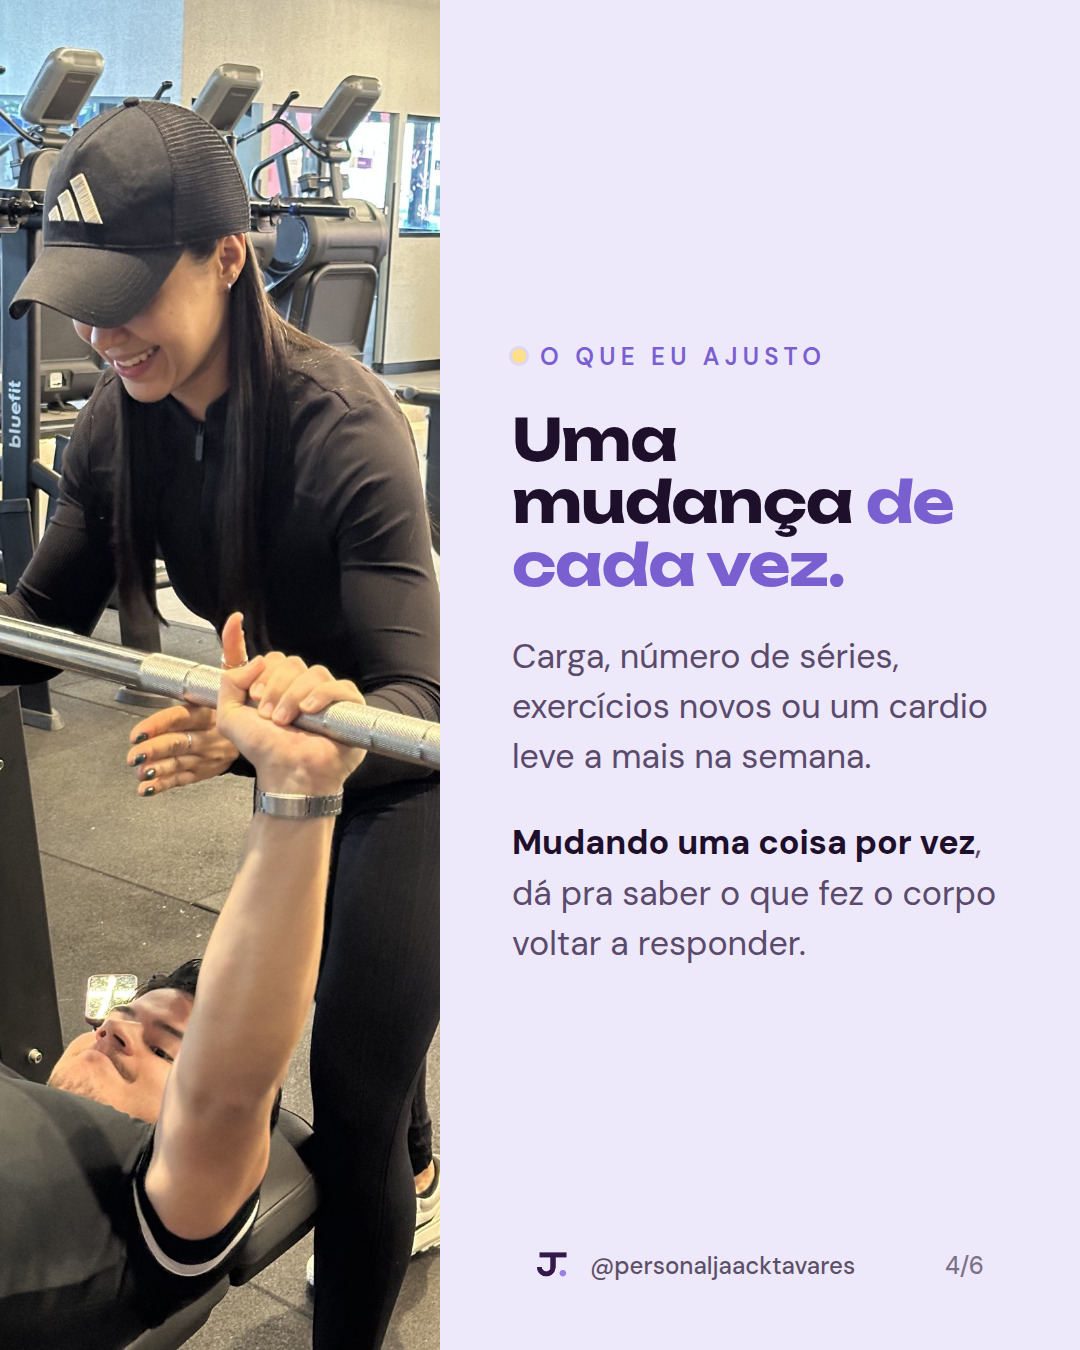 bluefit
O QUE EU AJUSTO
Uma
mudança de
cada vez.
Carga, número de séries,
exercícios novos ou um cardio
leve a mais na semana.
Mudando uma coisa por vez,
dá pra saber o que fez o corpo
voltar a responder.
J. @personaljaacktavares 4/6